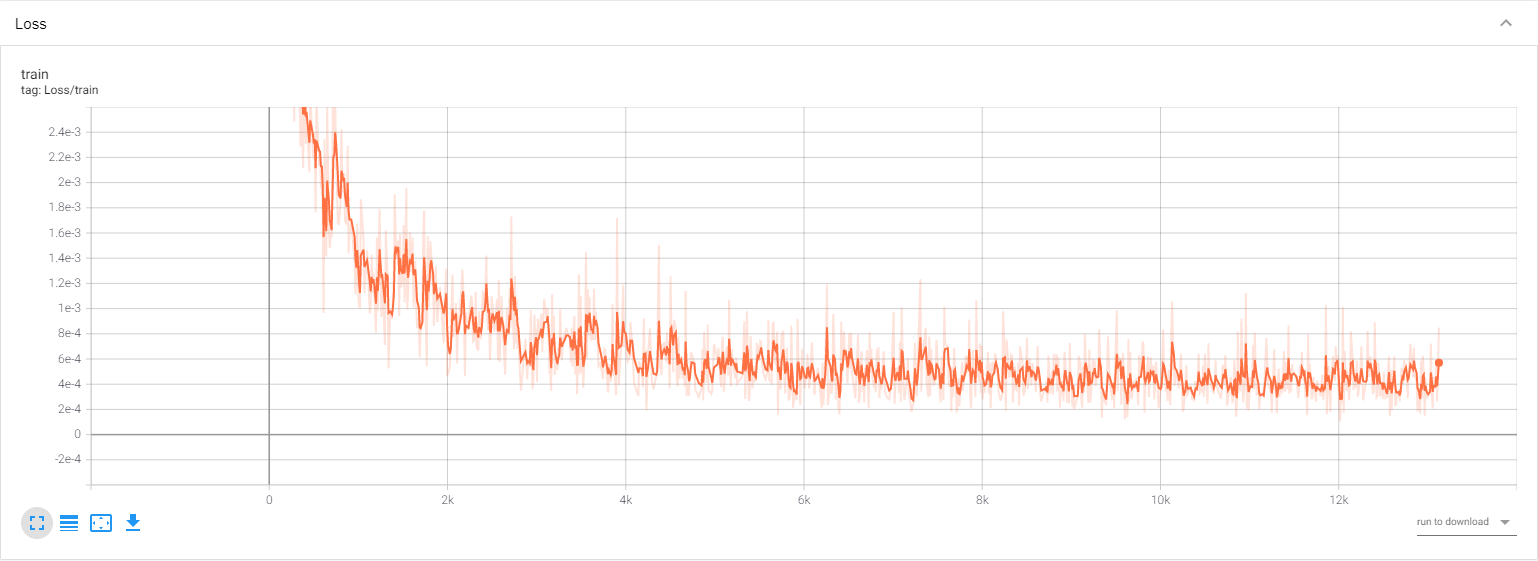 Loss
train
tag: Loss/train
2.4e-3
2.2e-3
2e-3
1.8e-3
1.6e-3
1.4e-3
1.2e-3
1e-3
8e-4
6e-4
4e-4
2e-4
0
-2e-4
0 2k 4k 6k 8k 10k 12k
run to download